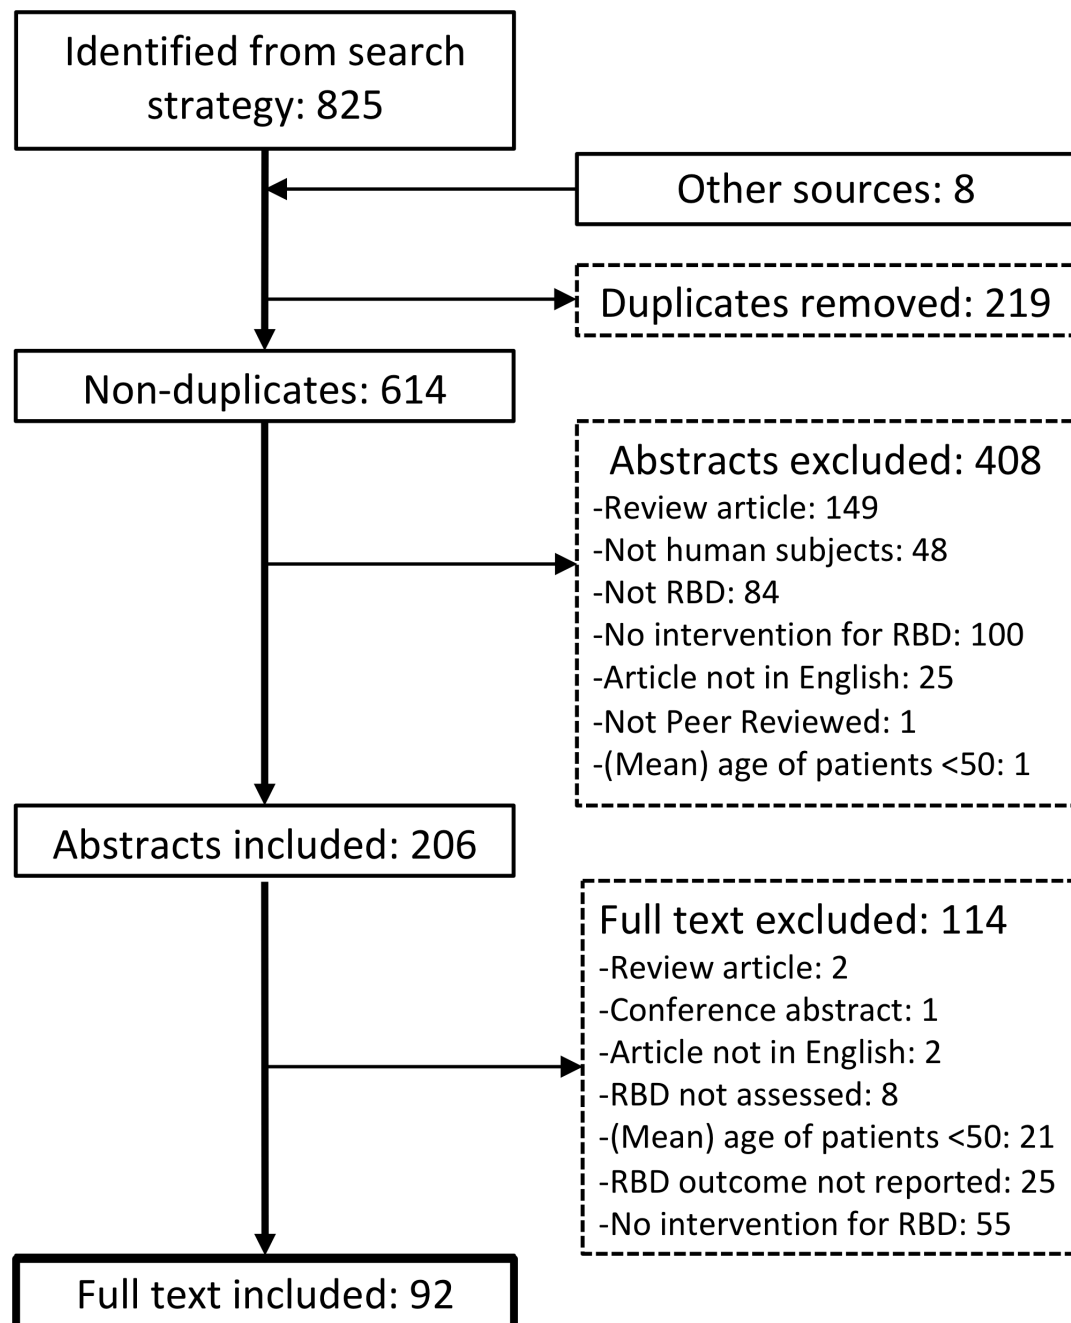 Identified from search
strategy: 825
Other sources: 8
Duplicates removed: 219
Non-duplicates: 614
Abstracts excluded: 408
-Review article: 149
-Not human subjects: 48
-Not RBD: 84
-No intervention for RBD: 100
-Article not in English: 25
-Not Peer Reviewed: 1
-(Mean) age of patients <50: 1
Abstracts included: 206
Full text excluded: 114
-Review article: 2
-Conference abstract: 1
-Article not in English: 2
-RBD not assessed: 8
-(Mean) age of patients <50: 21
-RBD outcome not reported: 25
-No intervention for RBD: 55
Full text included: 92